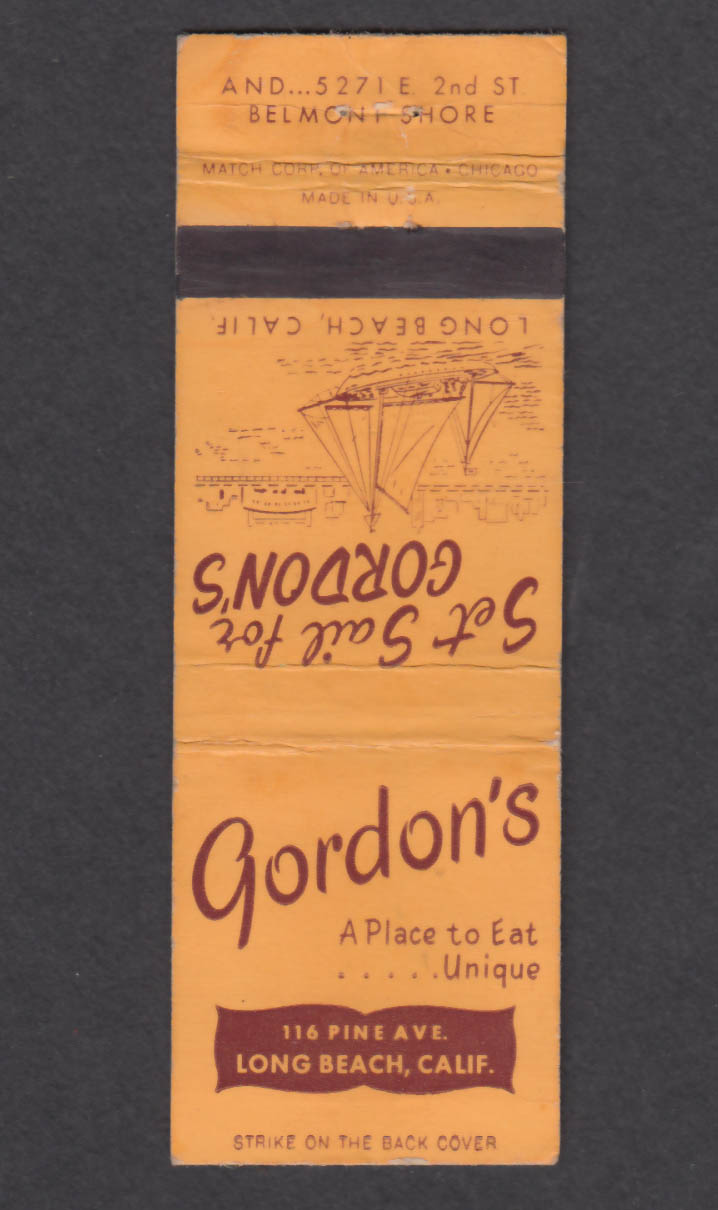 AND...5271 E. 2nd ST.
BELMONT SHORE
MATCH CORP. OF AMERICA • CHICAGO
MADE IN U.S.A.
Set Sail for
GORDON'S
LONG BEACH, CALIF.
Gordon's
A Place to Eat
. . . . . Unique
116 PINE AVE.
LONG BEACH, CALIF.
STRIKE ON THE BACK COVER